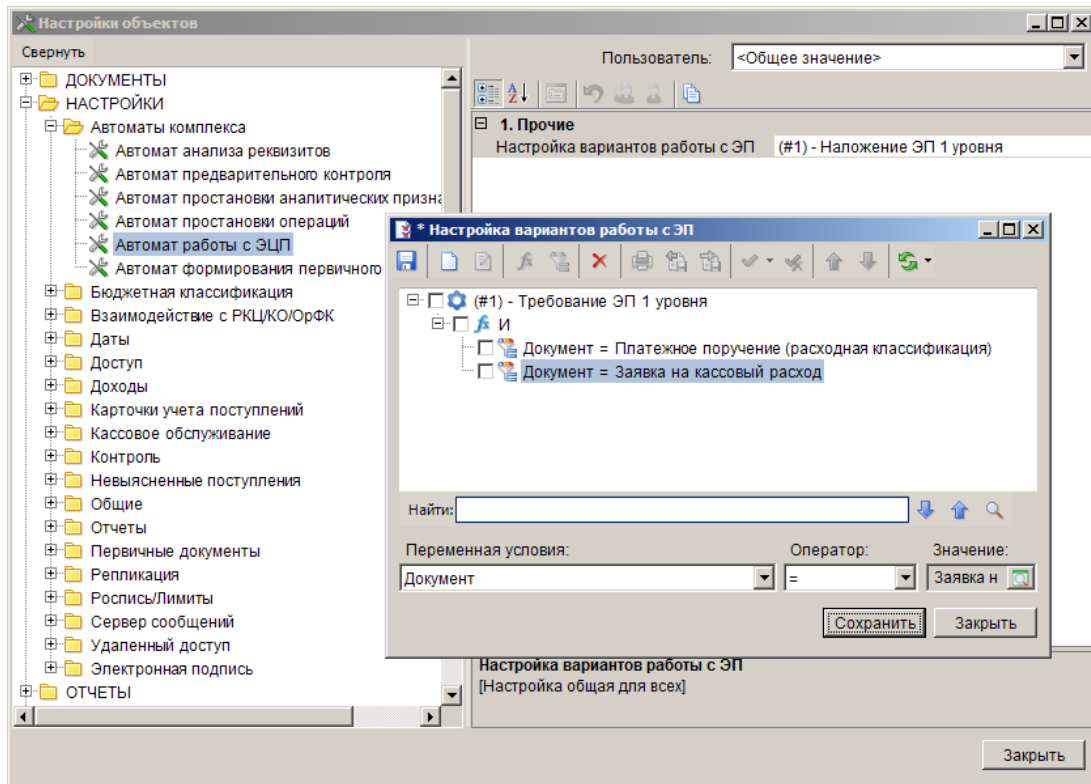 Настройки объектов
Свернуть
ДОКУМЕНТЫ
НАСТРОЙКИ
Автоматы комплекса
Автомат анализа реквизитов
Автомат предварительного контроля
Автомат простановки аналитических призна
Автомат простановки операций
Автомат работы с ЭЦП
Автомат формирования первичного
Бюджетная классификация
Взаимодействие с РКЦ/КО/ОрФК
Даты
Доступ
Доходы
Карточки учета поступлений
Кассовое обслуживание
Контроль
Невыясненные поступления
Общие
Отчеты
Первичные документы
Репликация
Роспись/Лимиты
Сервер сообщений
Удаленный доступ
Электронная подпись
ОТЧЕТЫ
Пользователь: <Общее значение>
1. Прочие
Настройка вариантов работы с ЭП (#1) - Наложение ЭП 1 уровня
* Настройка вариантов работы с ЭП
(#1) - Требование ЭП 1 уровня
fx И
Документ = Платежное поручение (расходная классификация)
Документ = Заявка на кассовый расход
Найти:
Переменная условия: Оператор: Значение:
Документ = Заявка н
Сохранить Закрыть
Настройка вариантов работы с ЭП
[Настройка общая для всех]
Закрыть